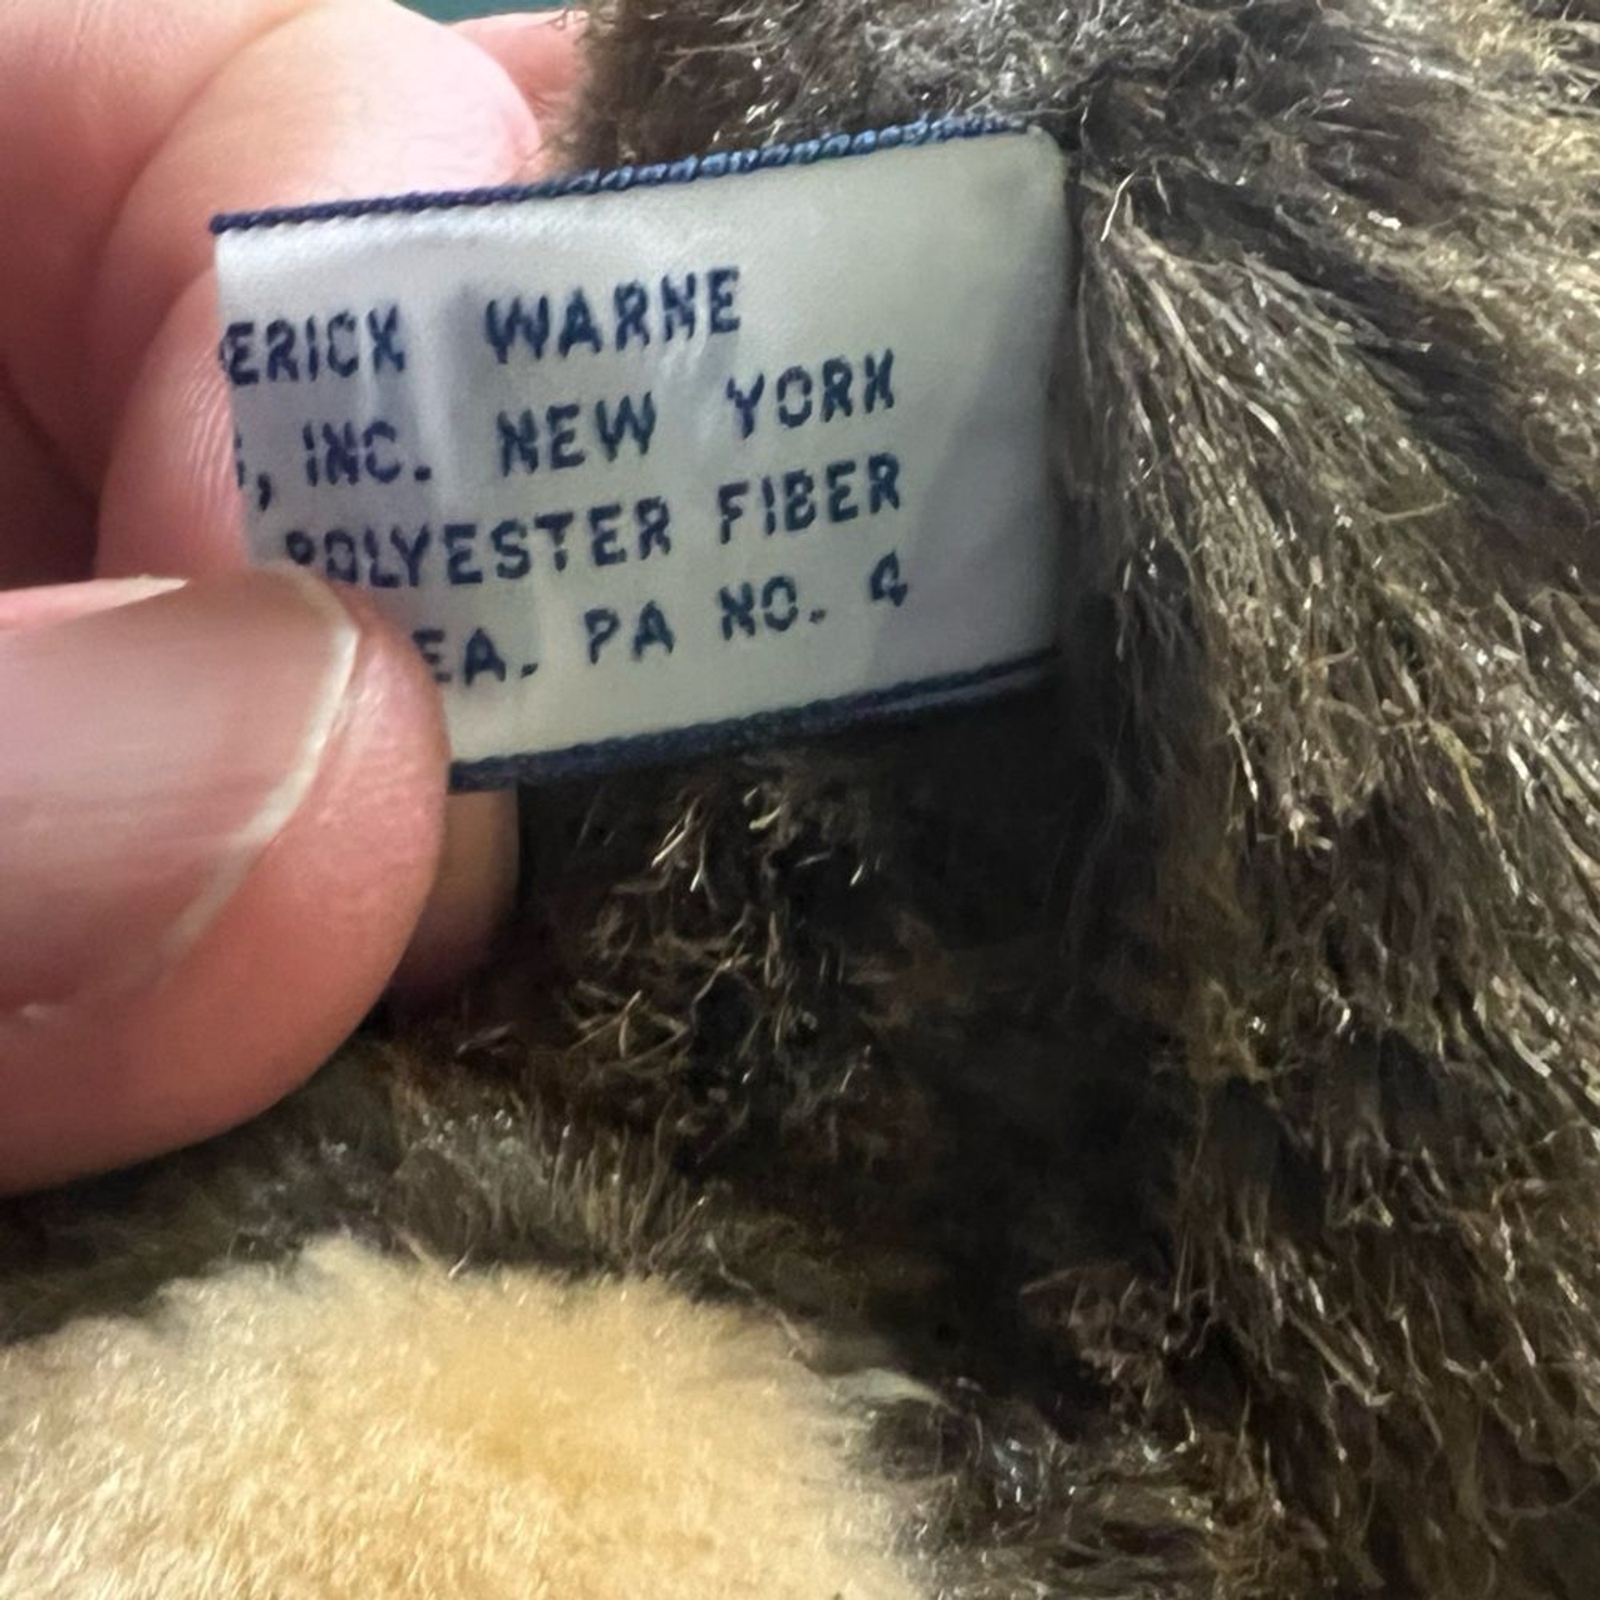 ERICK WARNE
, INC. NEW YORK
POLYESTER FIBER
EA. PA NO. 4